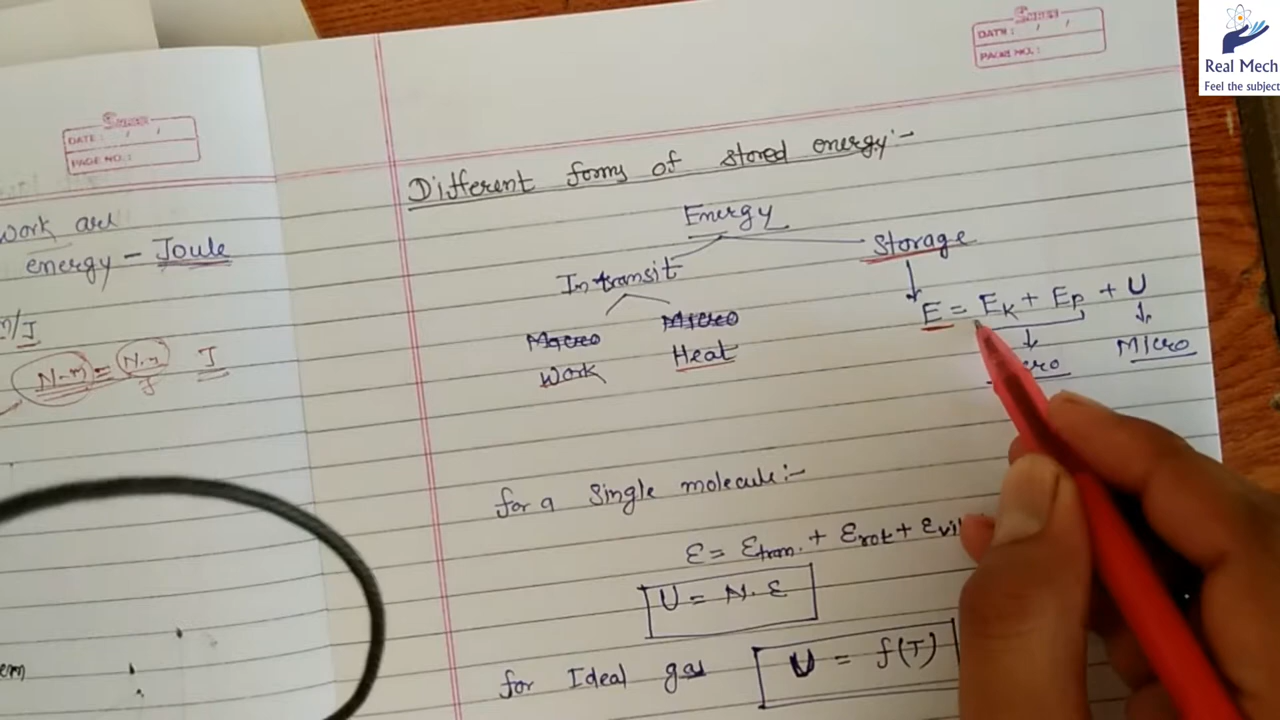 Real Mech
Feel the subject
DATE: / /
PAGE NO.:
work are
energy - Joule
N-m = N.m/J J
DATE: / /
PAGE NO.:
Different forms of stored energy:-
Energy
In transit
Storage
Macro
Micro
Work
Heat
E = EK + EP + U
Micro
for a Single molecule:-
ε = εtran. + εrot + εvi
U = N.ε
for Ideal gas U = f(T)